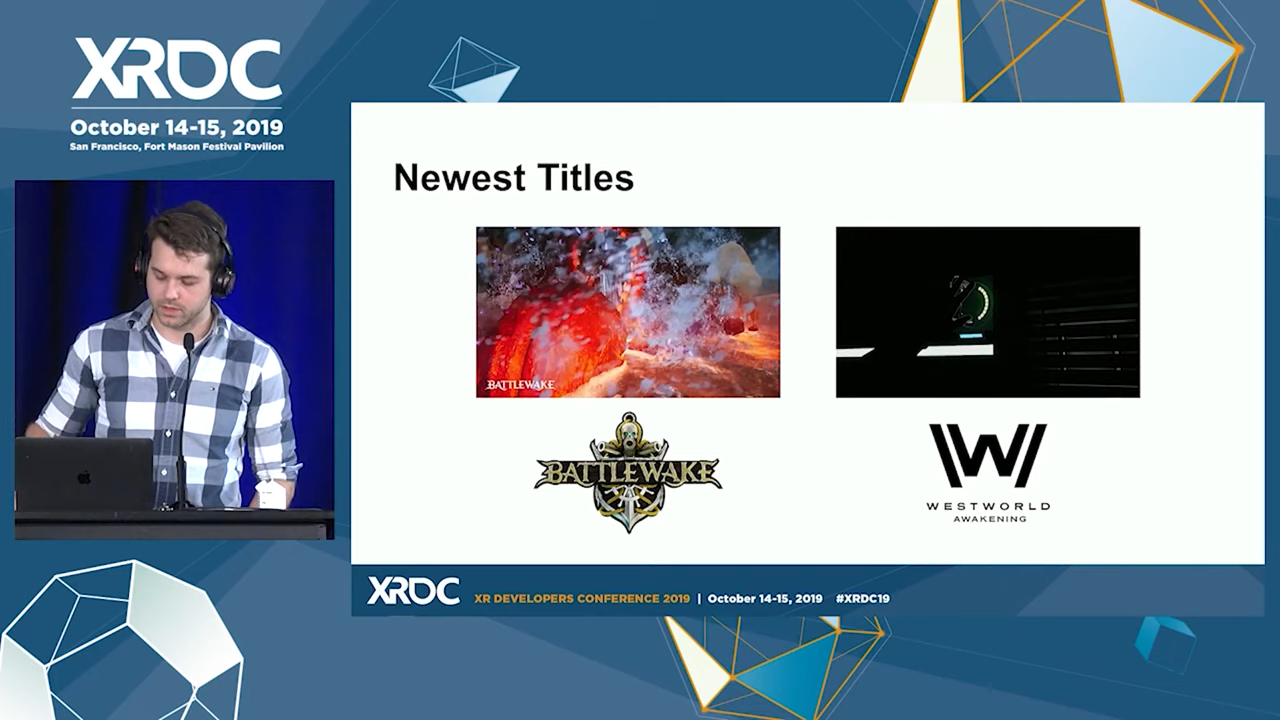 XRDC
October 14-15, 2019
San Francisco, Fort Mason Festival Pavilion
Newest Titles
BATTLEWAKE
BATTLEWAKE
WESTWORLD
AWAKENING
XRDC
XR DEVELOPERS CONFERENCE 2019 | October 14-15, 2019 #XRDC19